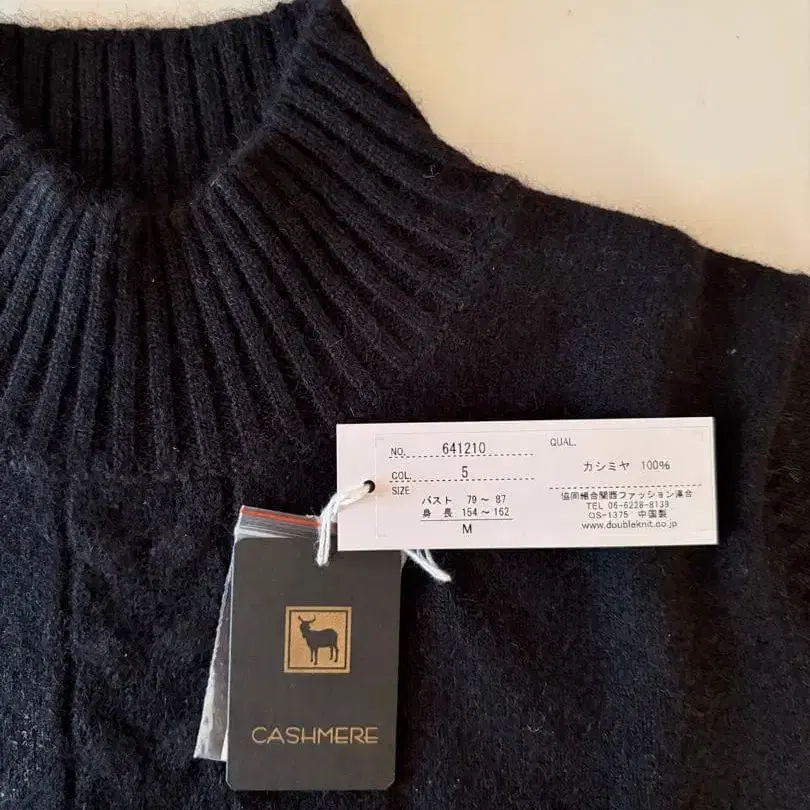 NO. 641210
COL. 5
SIZE
バスト 79～87
身長 154～162
M
QUAL.
カシミヤ 100%
協同組合関西ファッション連合
TEL 06-6228-8139
OS-1375 中国製
www.doubleknit.co.jp
CASHMERE